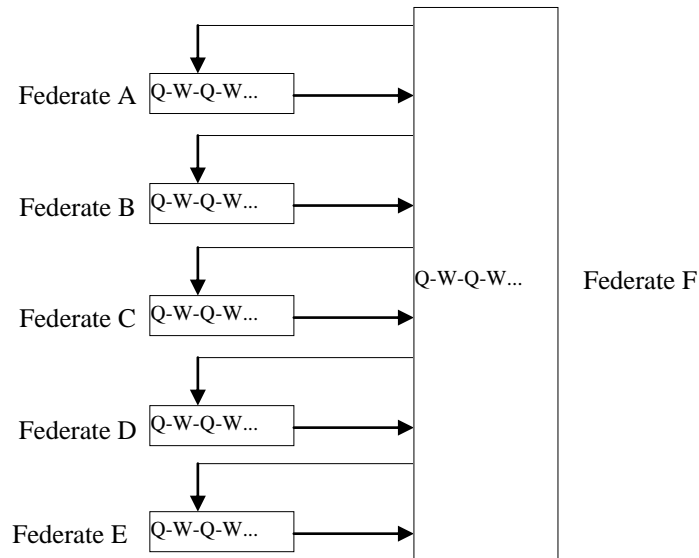 Federate A
Q-W-Q-W...
Federate B
Q-W-Q-W...
Federate C
Q-W-Q-W...
Q-W-Q-W...
Federate F
Federate D
Q-W-Q-W...
Federate E
Q-W-Q-W...